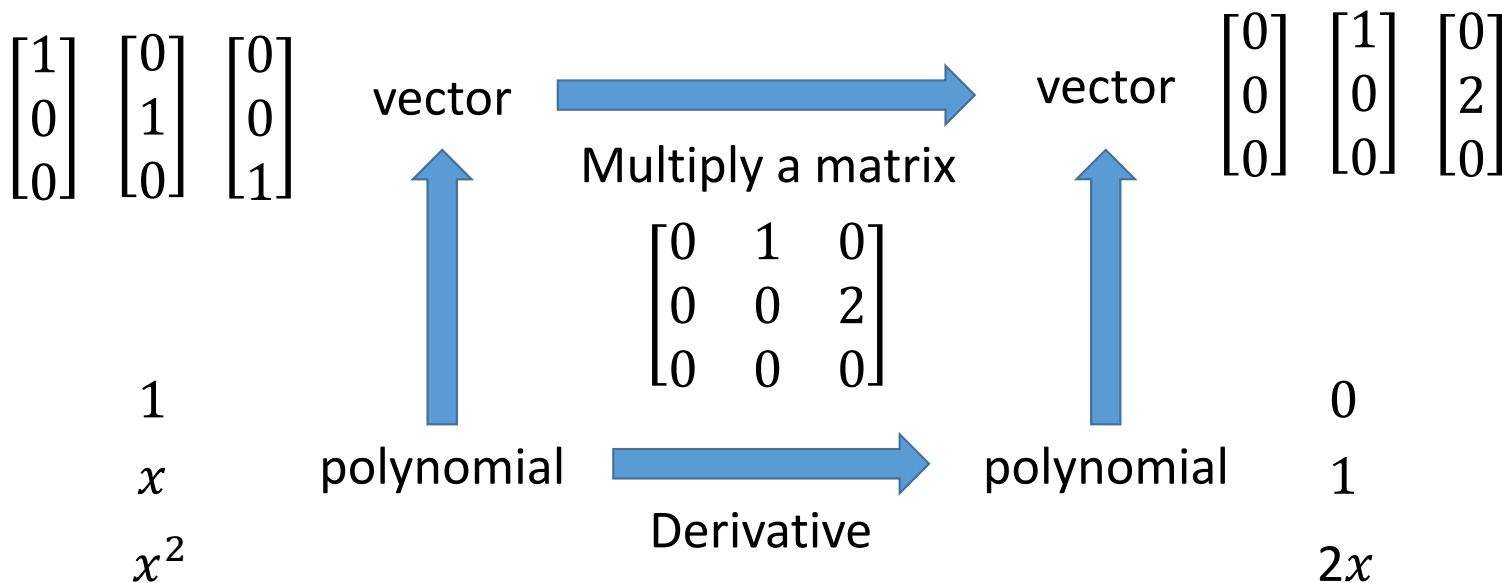 [1 0 0] [0 1 0] [0 0 1]
vector
vector
[0 0 0] [1 0 0] [0 2 0]
Multiply a matrix
0 1 0
0 0 2
0 0 0
1
x
x²
polynomial
polynomial
0
1
2x
Derivative